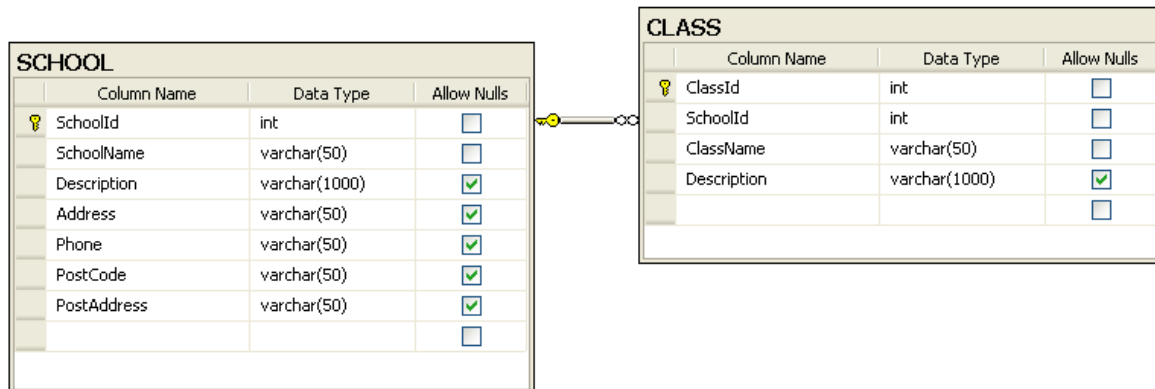 SCHOOL
Column Name Data Type Allow Nulls
SchoolId int
SchoolName varchar(50)
Description varchar(1000)
Address varchar(50)
Phone varchar(50)
PostCode varchar(50)
PostAddress varchar(50)
CLASS
Column Name Data Type Allow Nulls
ClassId int
SchoolId int
ClassName varchar(50)
Description varchar(1000)